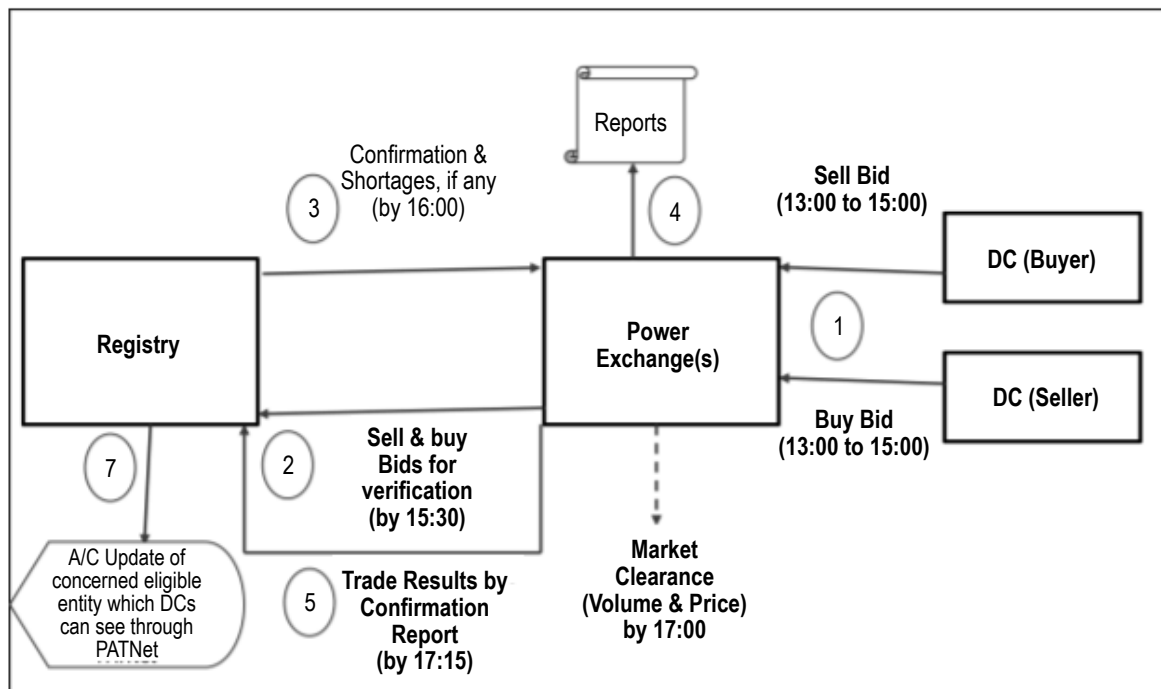 Reports
Confirmation &
Shortages, if any
(by 16:00)
3
4
Sell Bid
(13:00 to 15:00)
DC (Buyer)
Registry
Power
Exchange(s)
1
DC (Seller)
Buy Bid
(13:00 to 15:00)
7
2
Sell & buy
Bids for
verification
(by 15:30)
A/C Update of
concerned eligible
entity which DCs
can see through
PATNet
5
Trade Results by
Confirmation
Report
(by 17:15)
Market
Clearance
(Volume & Price)
by 17:00